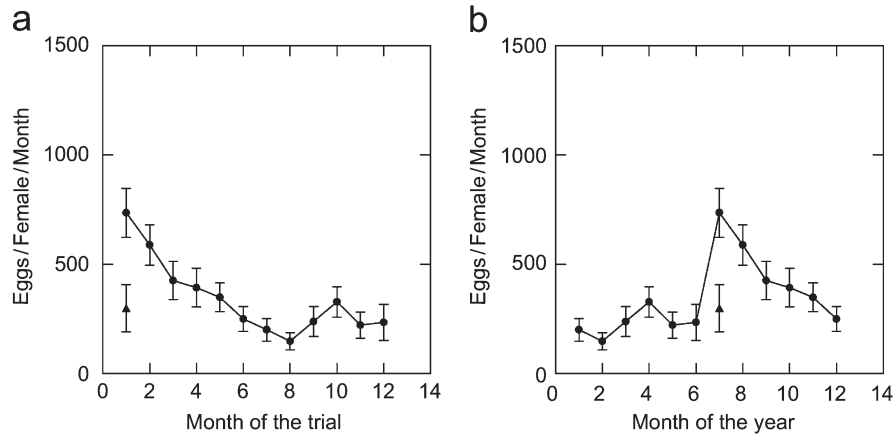 a
1500
1000
500
0
Eggs/Female/Month
0 2 4 6 8 10 12 14
Month of the trial
b
1500
1000
500
0
Eggs/Female/Month
0 2 4 6 8 10 12 14
Month of the year